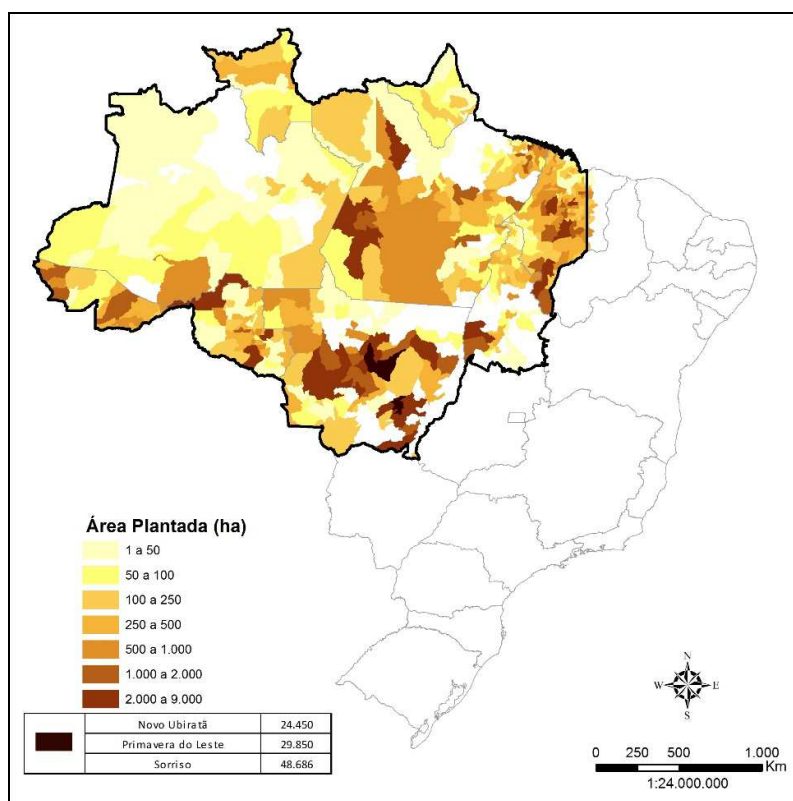 Área Plantada (ha)
1 a 50
50 a 100
100 a 250
250 a 500
500 a 1.000
1.000 a 2.000
2.000 a 9.000
Novo Ubiratã 24.450
Primavera do Leste 29.850
Sorriso 48.686
N
W E
S
0 250 500 1.000
Km
1:24.000.000